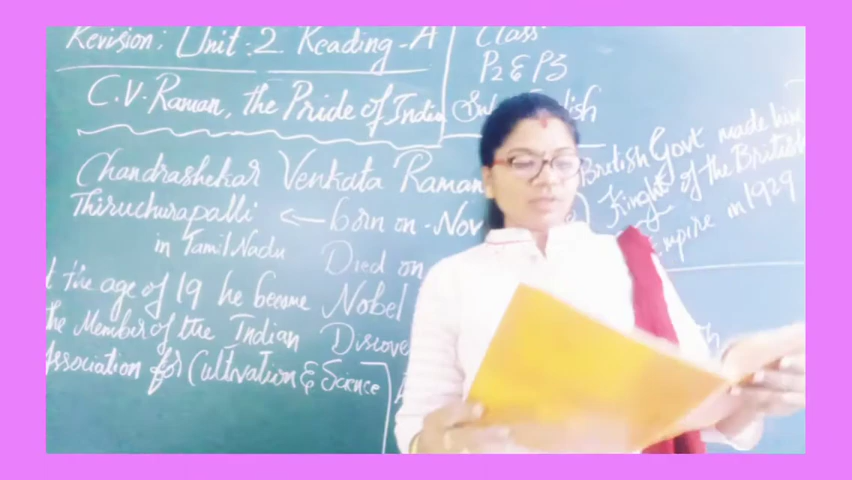 Revision; Unit:2. Reading-A
C.V. Raman, the Pride of India
Chandrashekar Venkata Raman
Thiruchurapalli ← born on - Nov
in Tamil Nadu
Died on
t the age of 19 he became
the Member of the Indian
Association for Cultivation & Science
Nobel
Discove
Class:
P2 & P3
British Govt made him
Kinght of the British
Empire in 1929